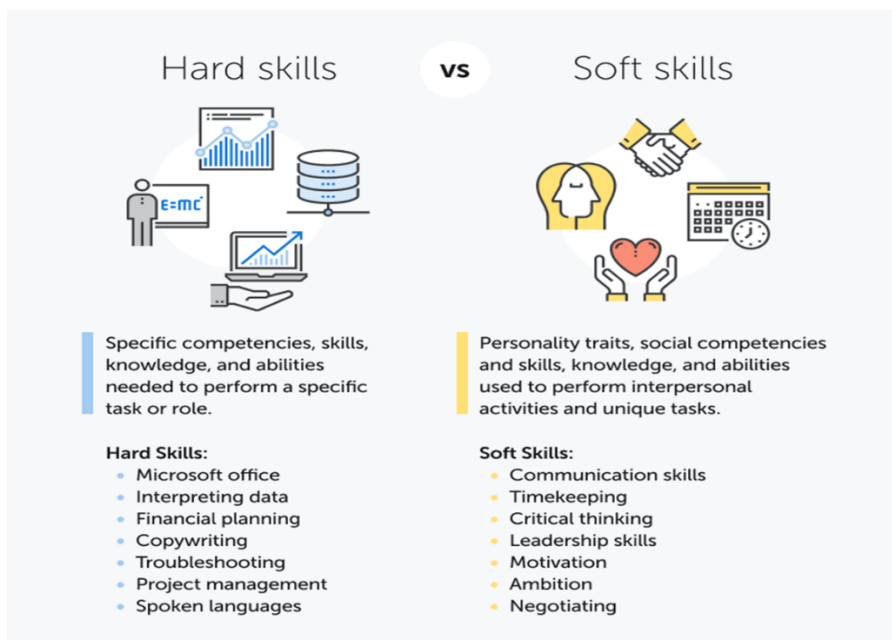 Hard skills
vs
Soft skills
E=mc²
Specific competencies, skills,
knowledge, and abilities
needed to perform a specific
task or role.
Hard Skills:
• Microsoft office
• Interpreting data
• Financial planning
• Copywriting
• Troubleshooting
• Project management
• Spoken languages
Personality traits, social competencies
and skills, knowledge, and abilities
used to perform interpersonal
activities and unique tasks.
Soft Skills:
• Communication skills
• Timekeeping
• Critical thinking
• Leadership skills
• Motivation
• Ambition
• Negotiating